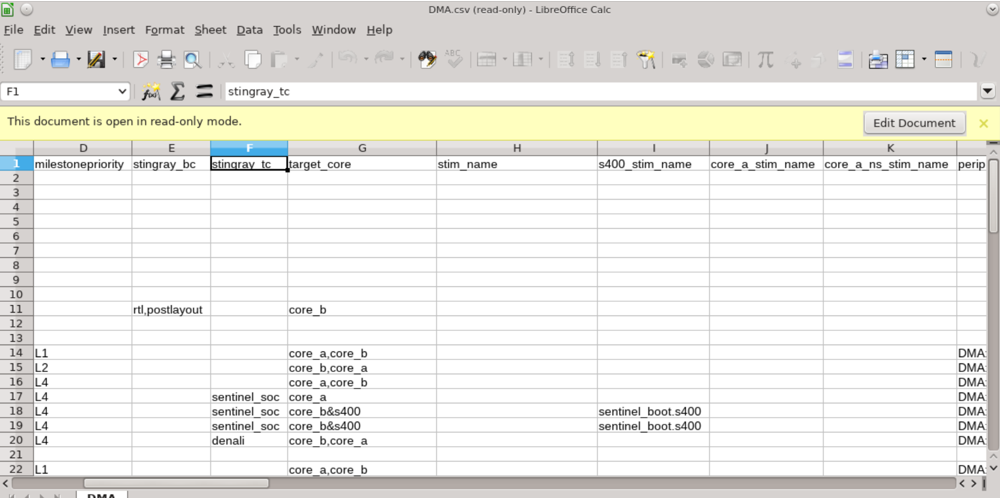 DMA.csv (read-only) - LibreOffice Calc
File Edit View Insert Format Sheet Data Tools Window Help
ABC
F1 f(x) Σ = stingray_tc
This document is open in read-only mode. Edit Document
D E F G H I J K
1 milestonepriority stingray_bc stingray_tc target_core stim_name s400_stim_name core_a_stim_name core_a_ns_stim_name perip
2
3
4
5
6
7
8
9
10
11 rtl,postlayout core_b
12
13
14 L1 core_a,core_b DMA:
15 L2 core_b,core_a DMA:
16 L4 core_a,core_b DMA:
17 L4 sentinel_soc core_a DMA:
18 L4 sentinel_soc core_b&s400 sentinel_boot.s400 DMA:
19 L4 sentinel_soc core_b&s400 sentinel_boot.s400 DMA:
20 L4 denali core_b,core_a DMA:
21
22 L1 core_a,core_b DMA:
DMA